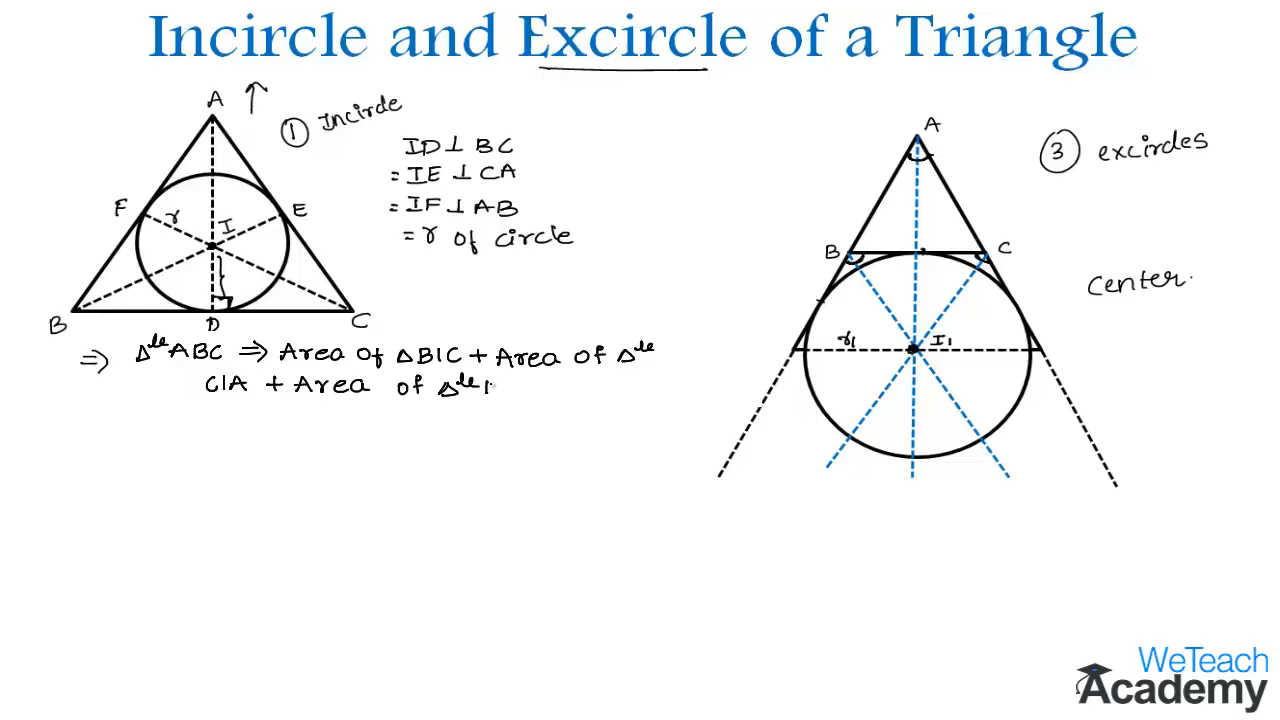 Incircle and Excircle of a Triangle
A
① Incircle
F
r
I
E
B
D
C
ID ⊥ BC
= IE ⊥ CA
= IF ⊥ AB
= r of circle
⇒ Δle ABC ⇒ Area of ΔBIC + Area of Δle
CIA + Area of Δle I
A
③ excircles
B
C
center.
r1
I1
WeTeach
Academy